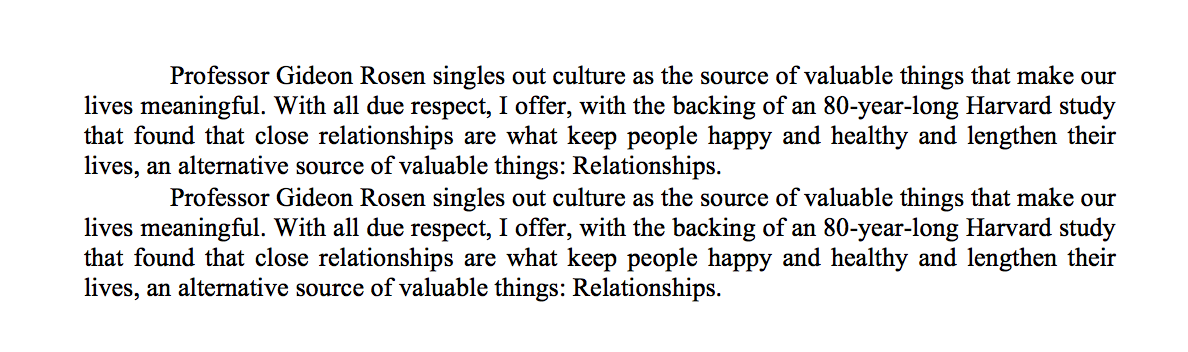 Professor Gideon Rosen singles out culture as the source of valuable things that make our
lives meaningful. With all due respect, I offer, with the backing of an 80-year-long Harvard study
that found that close relationships are what keep people happy and healthy and lengthen their
lives, an alternative source of valuable things: Relationships.
Professor Gideon Rosen singles out culture as the source of valuable things that make our
lives meaningful. With all due respect, I offer, with the backing of an 80-year-long Harvard study
that found that close relationships are what keep people happy and healthy and lengthen their
lives, an alternative source of valuable things: Relationships.